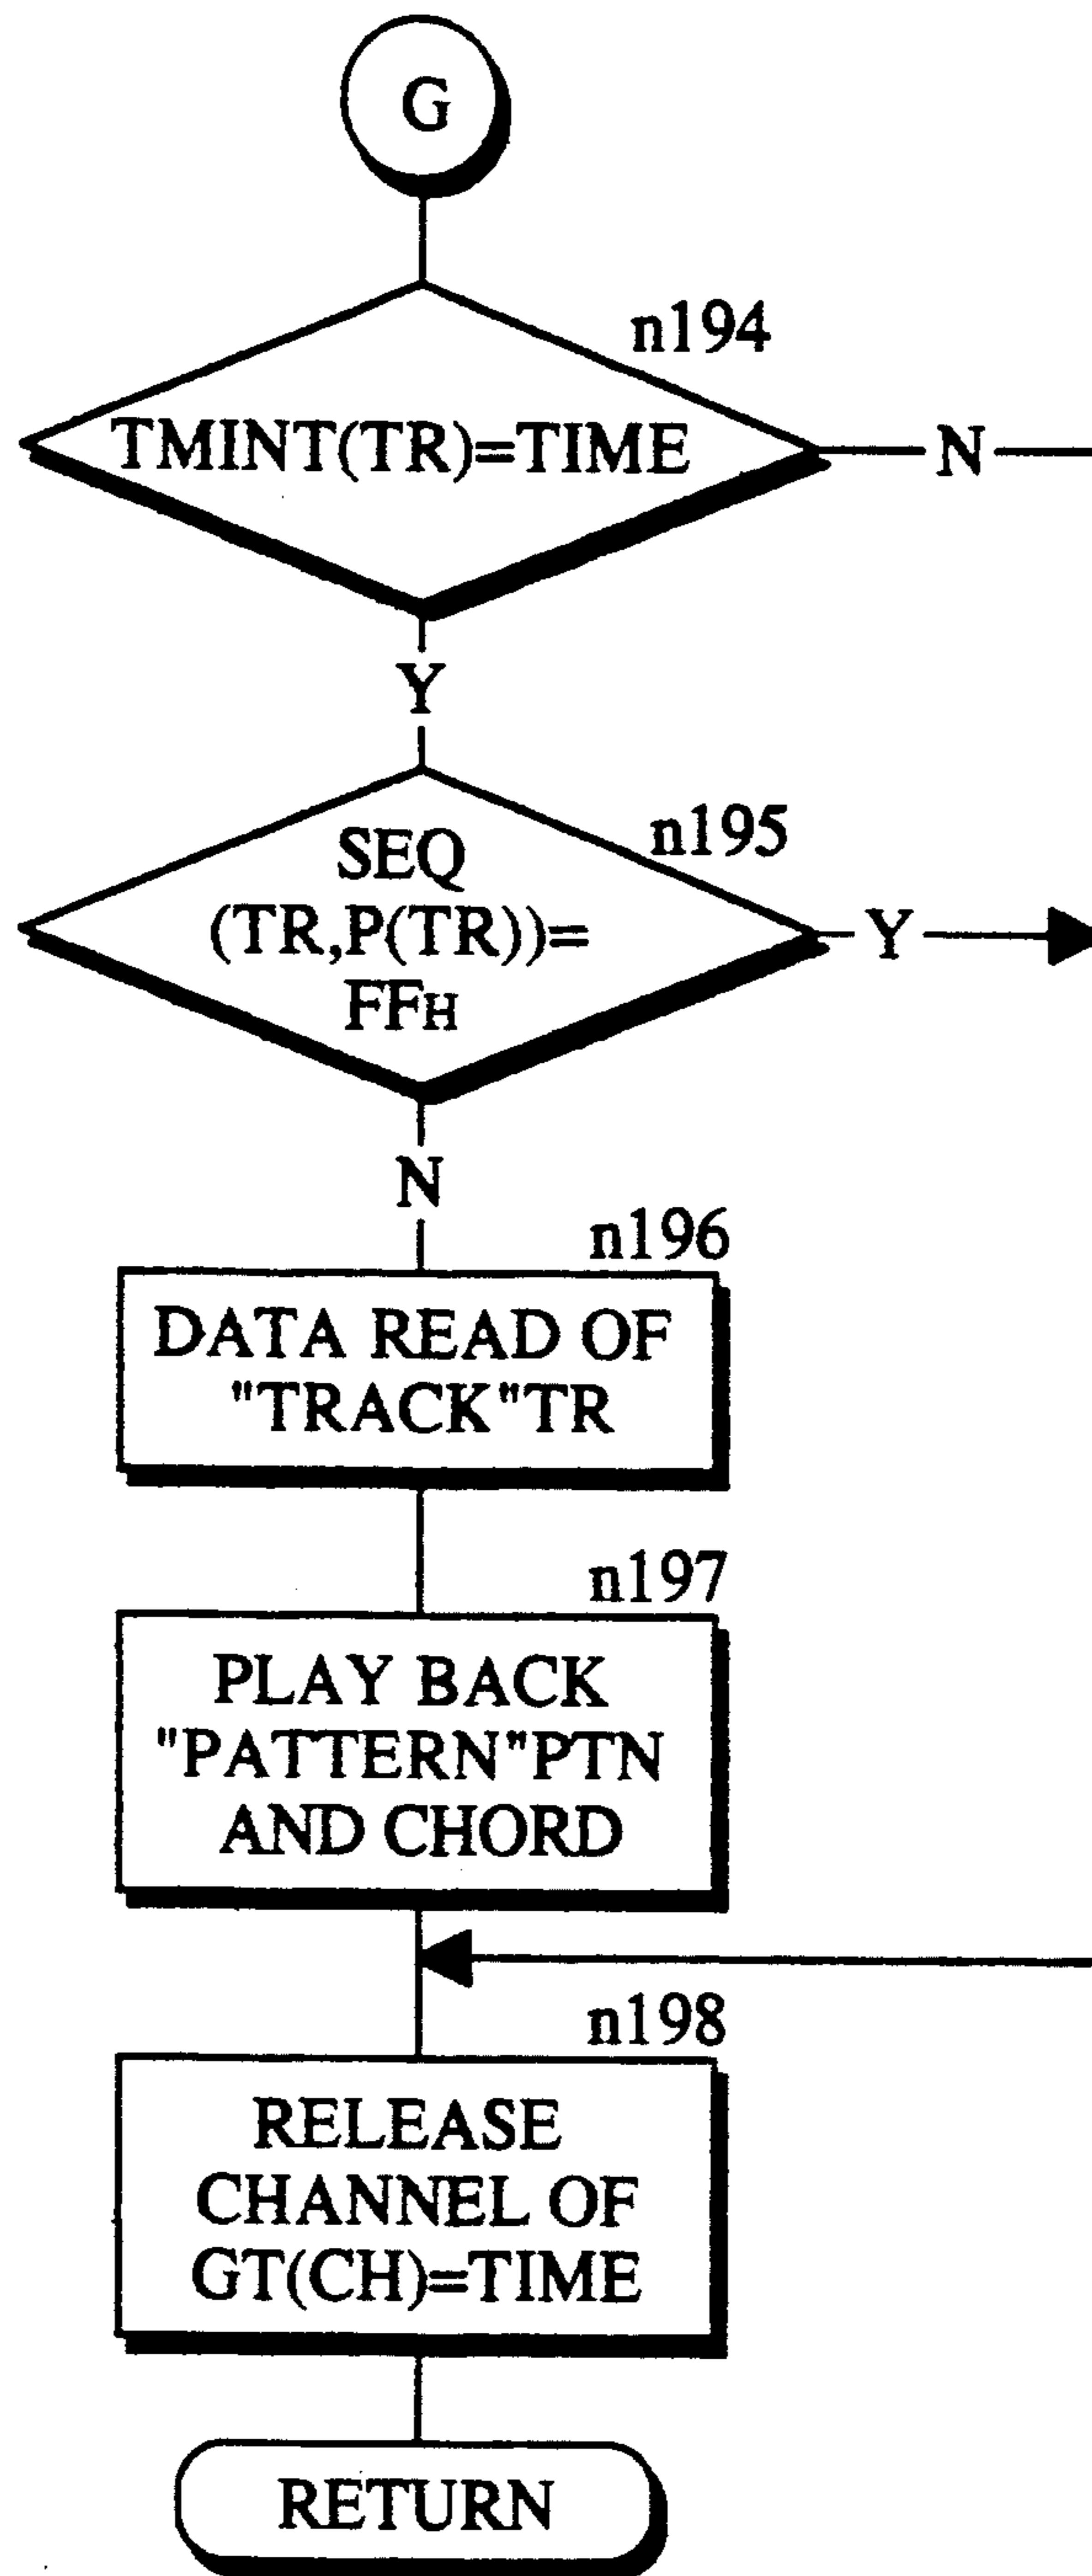 G
n194
TMINT(TR)=TIME
N
Y
n195
SEQ
(TR,P(TR))=
FFH
Y
N
n196
DATA READ OF
"TRACK"TR
n197
PLAY BACK
"PATTERN"PTN
AND CHORD
n198
RELEASE
CHANNEL OF
GT(CH)=TIME
RETURN